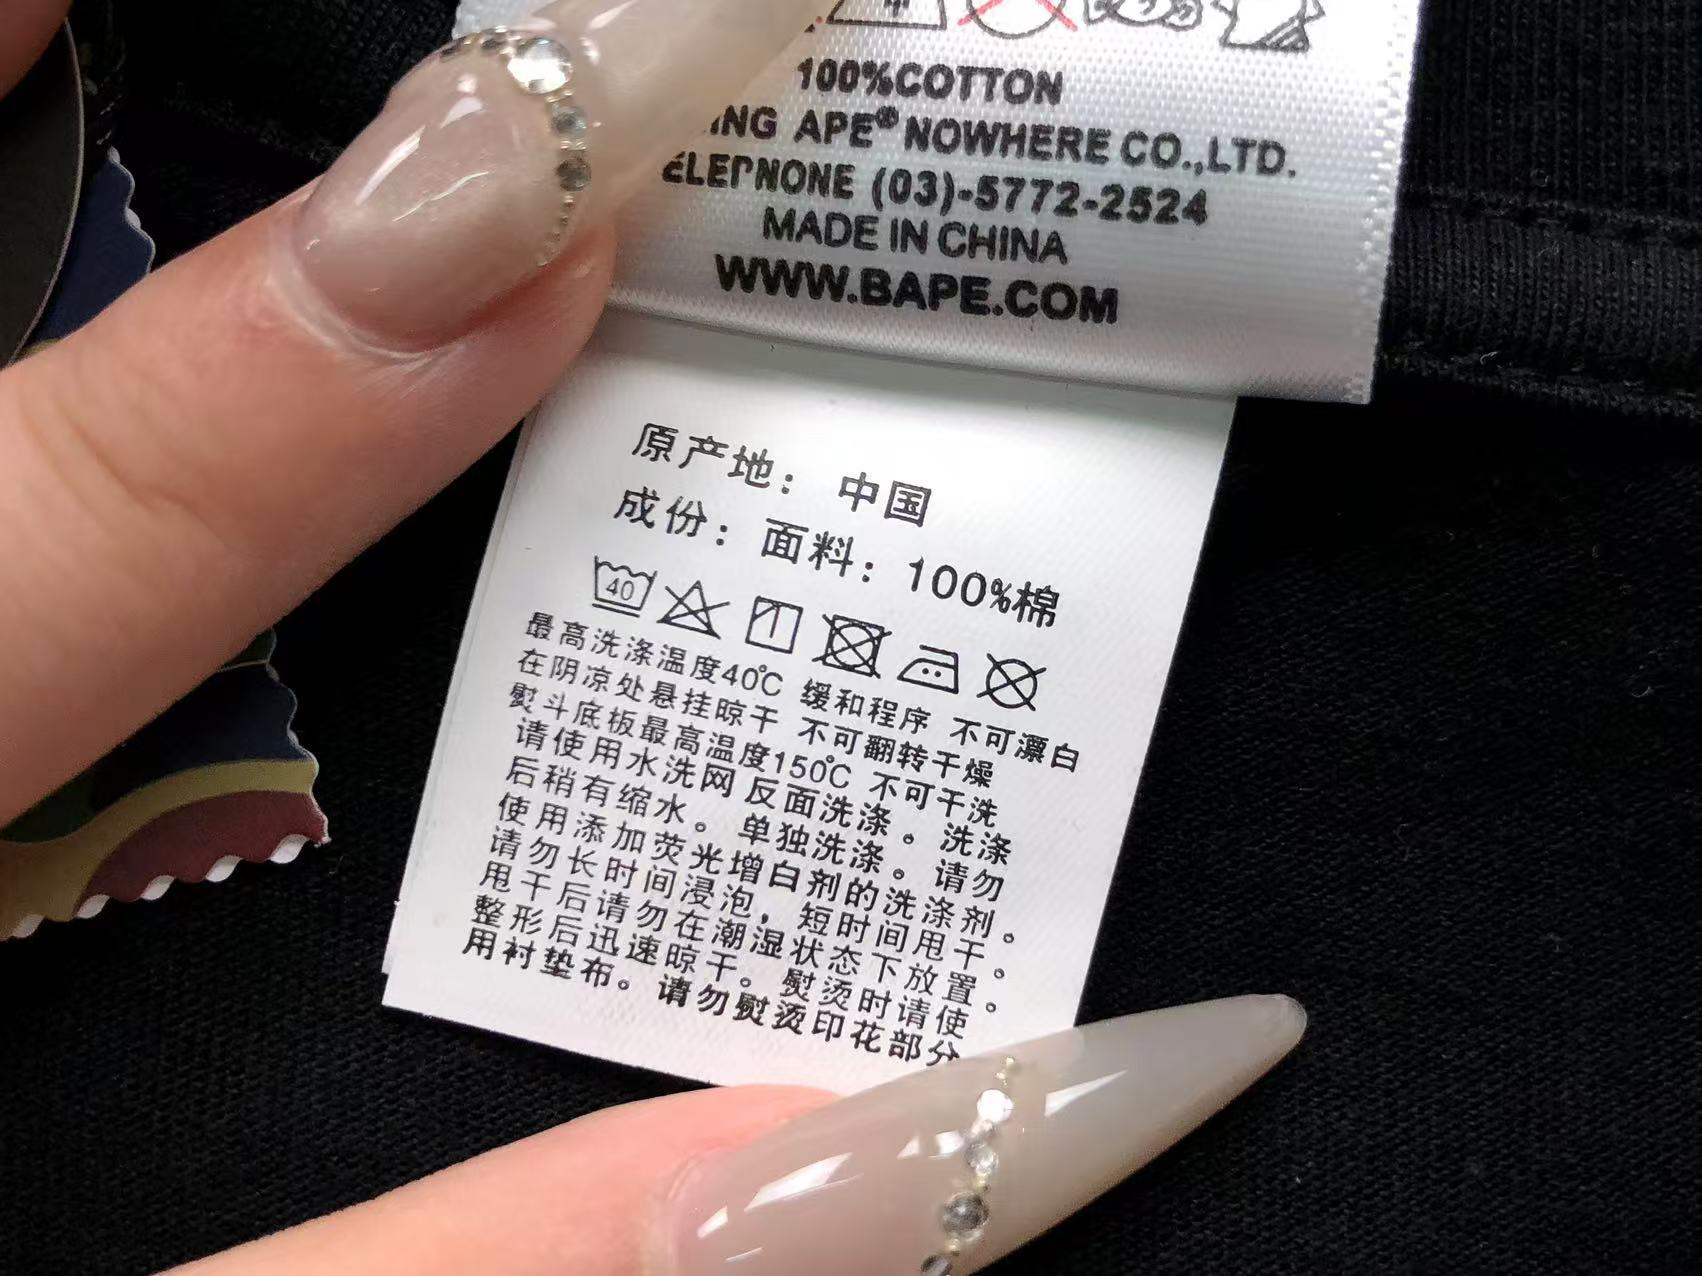 100%COTTON
APE® NOWHERE CO.,LTD.
(03)-5772-2524
MADE IN CHINA
WWW.BAPE.COM
原产地：中国
成份：面料：100%棉
40
最高洗涤温度40℃ 缓和程序 不可漂白
在阴凉处悬挂晾干 不可翻转干燥
熨斗底板最高温度150℃ 不可干洗
请使用水洗网 反面洗涤。洗涤
后稍有缩水。单独洗涤。请勿
使用添加荧光增白剂的洗涤剂。
请勿长时间浸泡，短时间甩干。
甩干后请勿在潮湿状态下放置。
整形后迅速晾干。熨烫时请使
用衬垫布。请勿熨烫印花部分